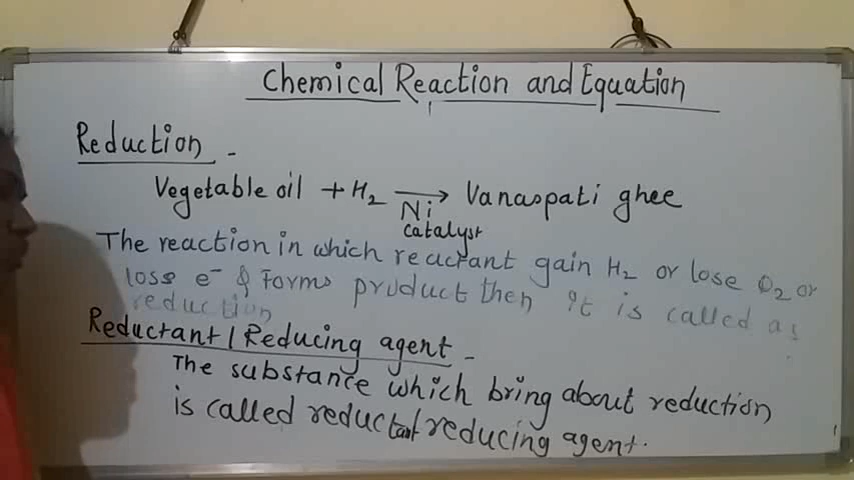 Chemical Reaction and Equation
Reduction -
Vegetable oil + H₂ → Vanaspati ghee
Ni
catalyst
The reaction in which reactant gain H₂ or lose O₂ or
loss e⁻ & Forms product then it is called as
reduction
Reductant / Reducing agent -
The substance which bring about reduction
is called reductant/reducing agent.